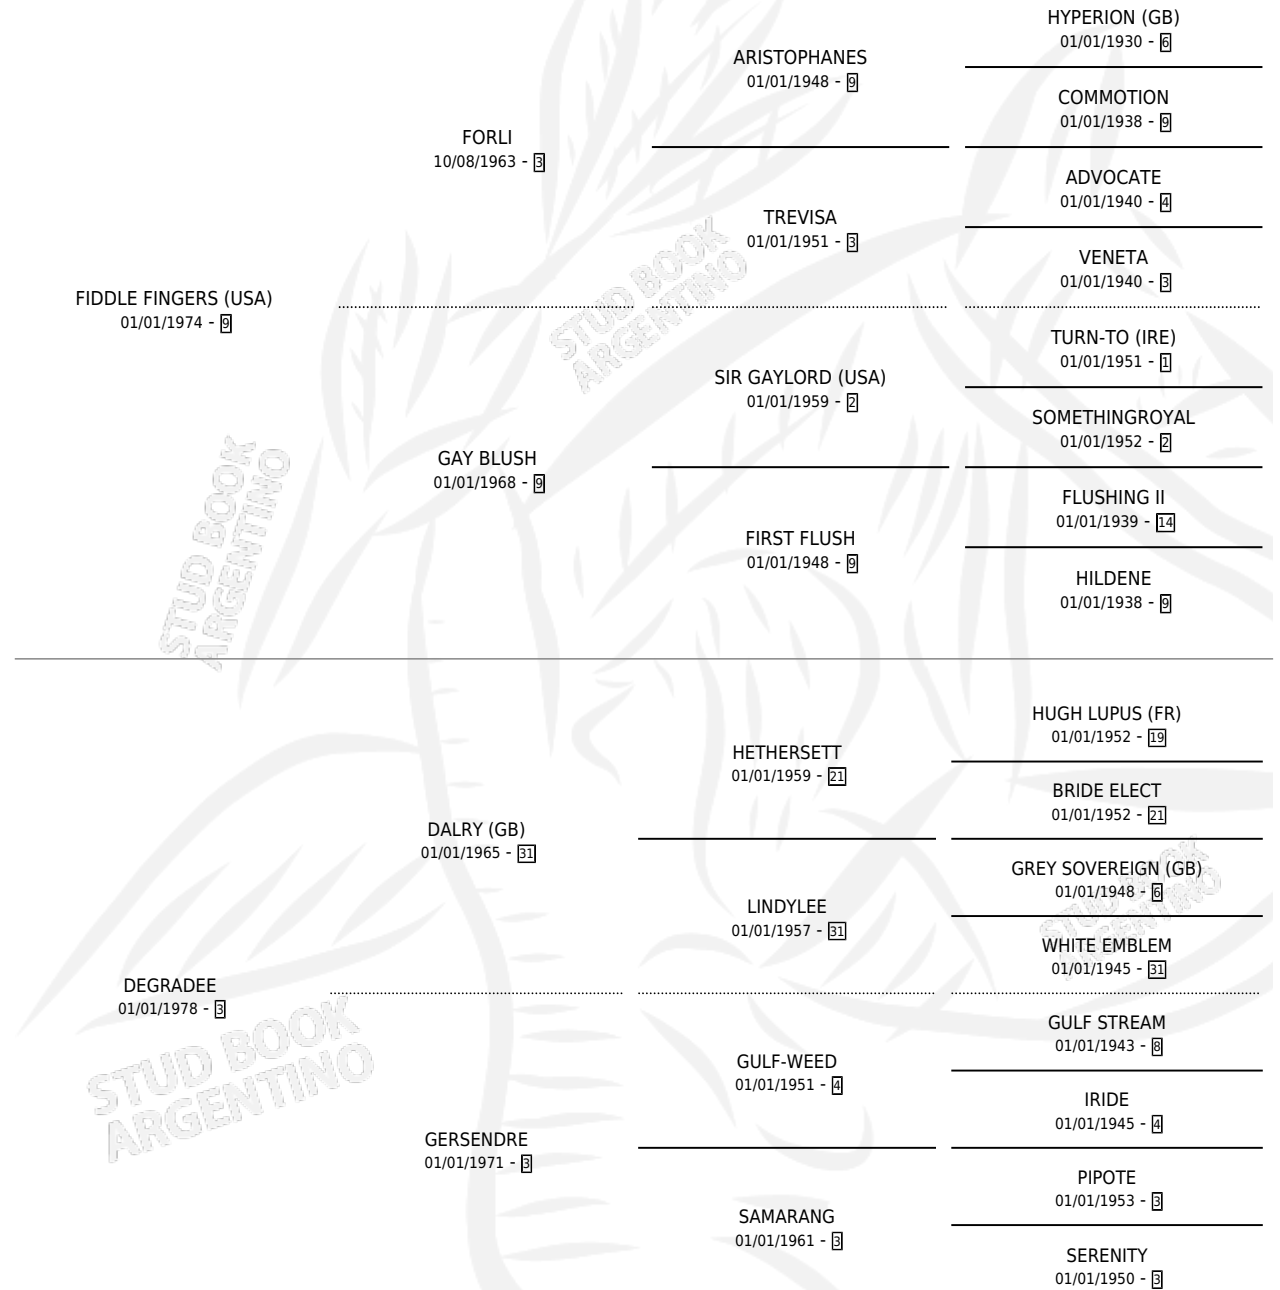 HYPERION (GB)
01/01/1930 - 6
ARISTOPHANES
01/01/1948 - 9
COMMOTION
01/01/1938 - 9
FORLI
10/08/1963 - 3
ADVOCATE
01/01/1940 - 4
TREVISA
01/01/1951 - 3
VENETA
01/01/1940 - 3
FIDDLE FINGERS (USA)
01/01/1974 - 9
STUD BOOK
ARGENTINO
TURN-TO (IRE)
01/01/1951 - 1
SIR GAYLORD (USA)
01/01/1959 - 2
SOMETHINGROYAL
01/01/1952 - 2
GAY BLUSH
01/01/1968 - 9
FLUSHING II
01/01/1939 - 14
FIRST FLUSH
01/01/1948 - 9
HILDENE
01/01/1938 - 9
STUD BOOK
ARGENTINO
HUGH LUPUS (FR)
01/01/1952 - 19
HETHERSETT
01/01/1959 - 21
BRIDE ELECT
01/01/1952 - 21
DALRY (GB)
01/01/1965 - 31
GREY SOVEREIGN (GB)
01/01/1948 - 6
LINDYLEE
01/01/1957 - 31
WHITE EMBLEM
01/01/1945 - 31
STUD BOOK
ARGENTINO
DEGRADEE
01/01/1978 - 3
GULF STREAM
01/01/1943 - 8
GULF-WEED
01/01/1951 - 4
IRIDE
01/01/1945 - 4
STUD BOOK
ARGENTINO
GERSENDRE
01/01/1971 - 3
PIPOTE
01/01/1953 - 3
SAMARANG
01/01/1961 - 3
SERENITY
01/01/1950 - 3